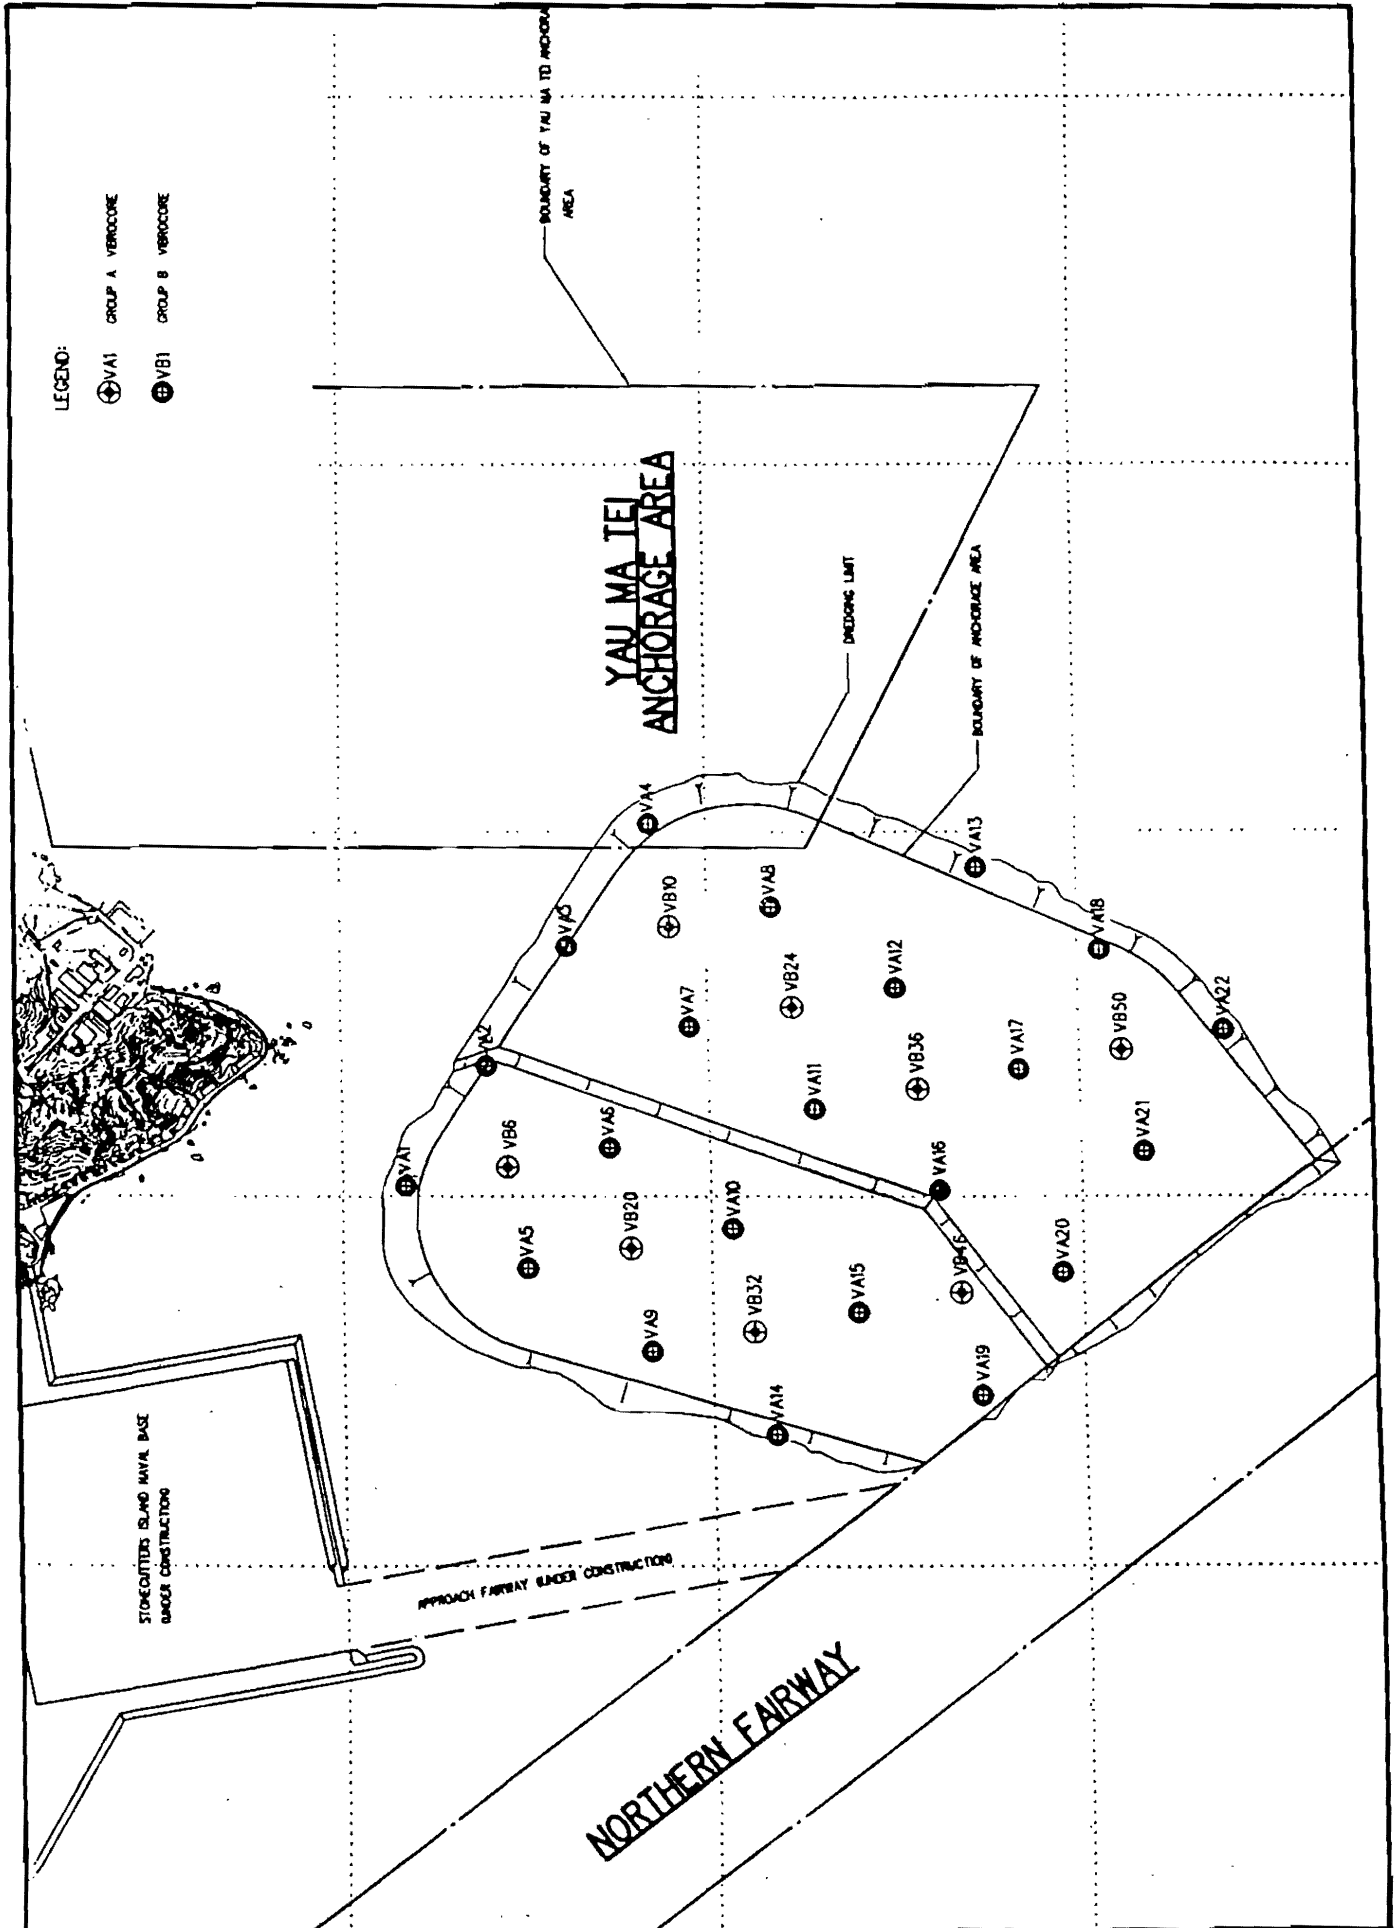 LEGEND:
VA1 GROUP A VIBROCORE
VB1 GROUP B VIBROCORE
BOUNDARY OF YAU MA TEI ANCHORA
AREA
YAU MA TEI
ANCHORAGE AREA
DREDGING LIMIT
BOUNDARY OF ANCHORAGE AREA
STONECUTTERS ISLAND NAVAL BASE
(UNDER CONSTRUCTION)
APPROACH FAIRWAY (UNDER CONSTRUCTION)
NORTHERN FAIRWAY
VA1
VA2
VA3
VA4
VA5
VB6
VA6
VA7
VB10
VA8
VA9
VB20
VA10
VA11
VB24
VA12
VA13
VA14
VB32
VA15
VA16
VB36
VA17
VA18
VA19
VB46
VA20
VA21
VB50
VA22